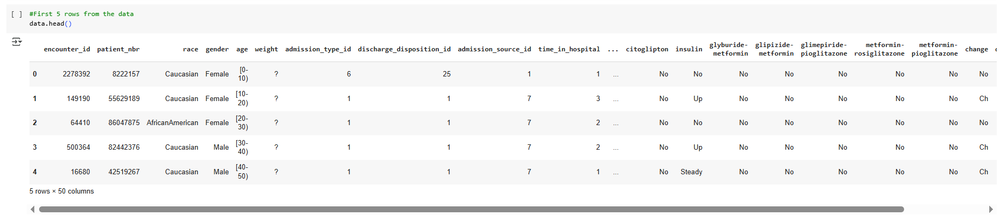 [ ] #First 5 rows from the data
data.head()
encounter_id patient_nbr race gender age weight admission_type_id discharge_disposition_id admission_source_id time_in_hospital ... citoglipton insulin glyburide-metformin glipizide-metformin glimepiride-pioglitazone metformin-rosiglitazone metformin-pioglitazone change
0 2278392 8222157 Caucasian Female [0-10) ? 6 25 1 1 ... No No No No No No No No
1 149190 55629189 Caucasian Female [10-20) ? 1 1 7 3 ... No Up No No No No No Ch
2 64410 86047875 AfricanAmerican Female [20-30) ? 1 1 7 2 ... No No No No No No No No
3 500364 82442376 Caucasian Male [30-40) ? 1 1 7 2 ... No Up No No No No No Ch
4 16680 42519267 Caucasian Male [40-50) ? 1 1 7 1 ... No Steady No No No No No Ch
5 rows × 50 columns